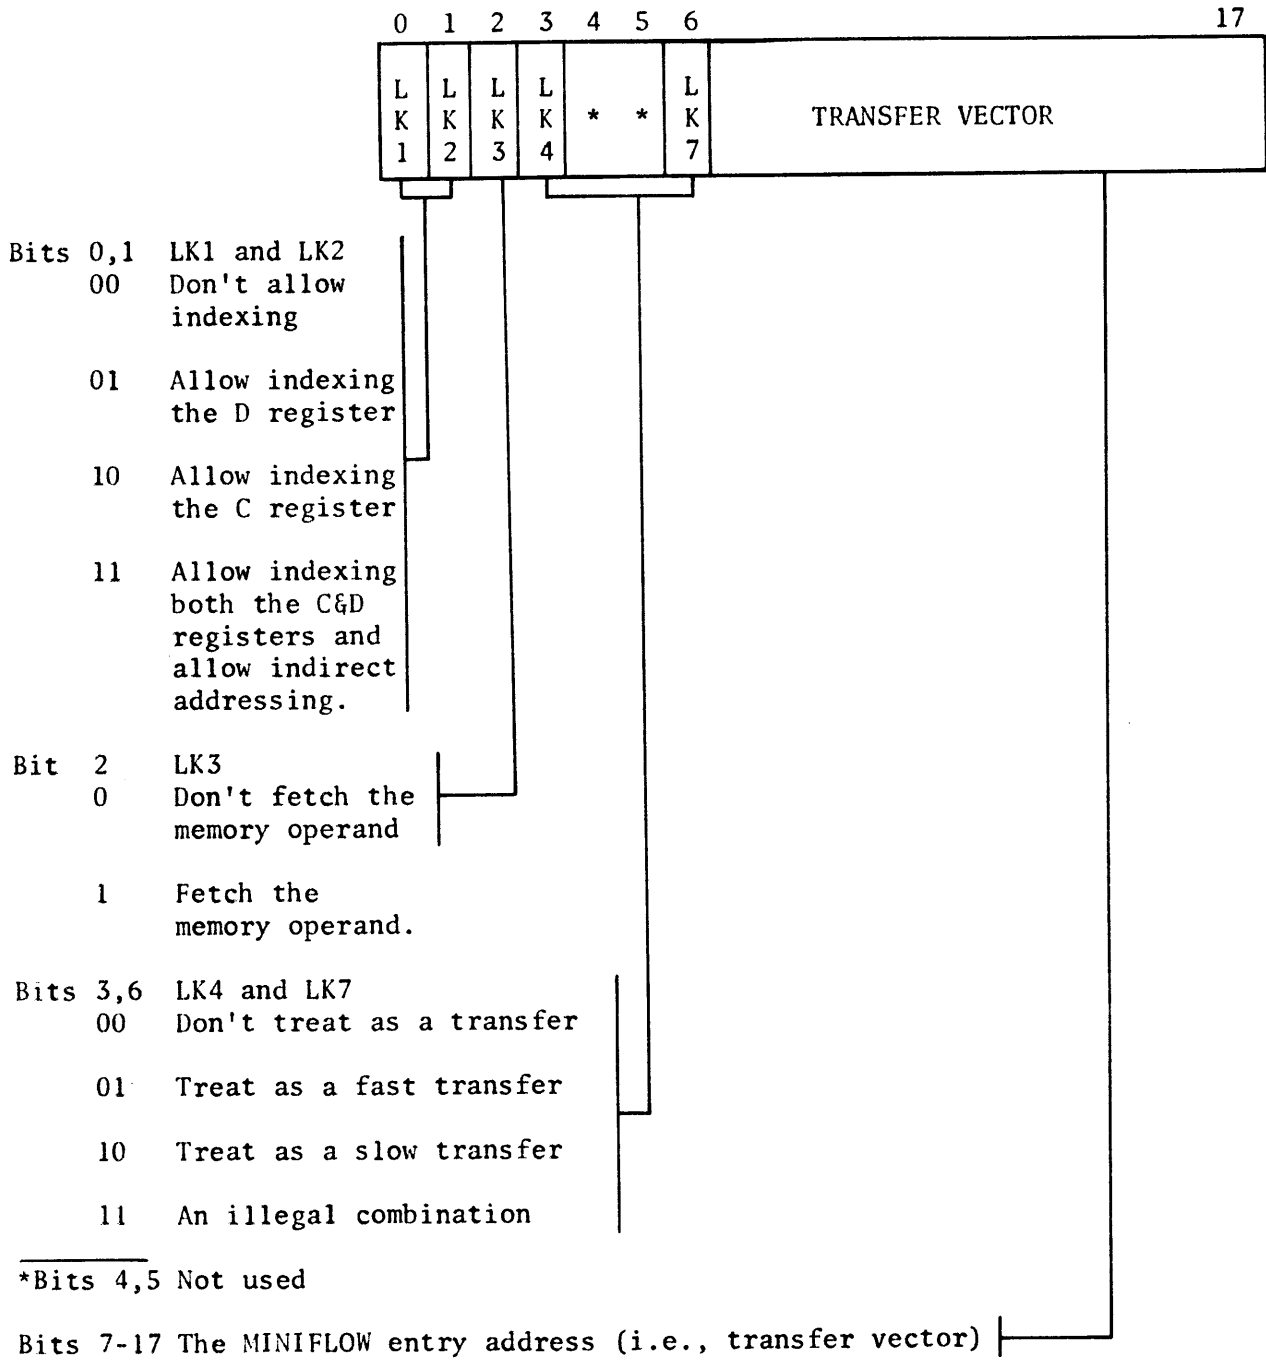 0 1 2 3 4 5 6 17
L L L L L
K K K K * * K TRANSFER VECTOR
1 2 3 4 7
Bits 0,1 LK1 and LK2
00 Don't allow
indexing
01 Allow indexing
the D register
10 Allow indexing
the C register
11 Allow indexing
both the C&D
registers and
allow indirect
addressing.
Bit 2 LK3
0 Don't fetch the
memory operand
1 Fetch the
memory operand.
Bits 3,6 LK4 and LK7
00 Don't treat as a transfer
01 Treat as a fast transfer
10 Treat as a slow transfer
11 An illegal combination
*Bits 4,5 Not used
Bits 7-17 The MINIFLOW entry address (i.e., transfer vector)